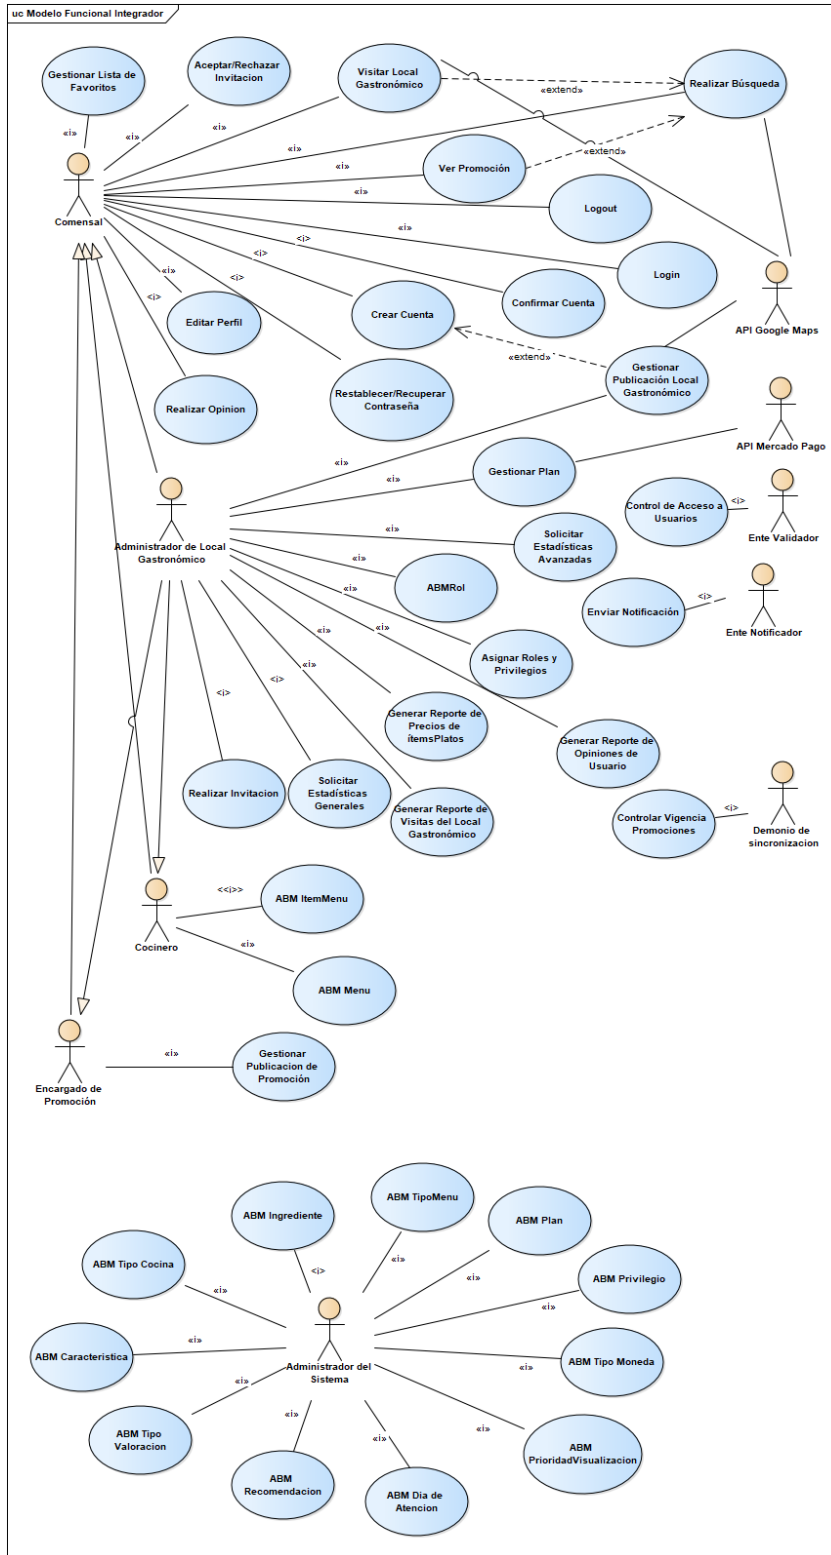 uc Modelo Funcional Integrador
Gestionar Lista de
Favoritos
Aceptar/Rechazar
Invitacion
Visitar Local
Gastronómico
Realizar Búsqueda
«extend»
«i»
«i»
«i»
«i»
«extend»
Ver Promoción
«i»
«i»
Logout
Comensal
«i»
<i>
<i>
<i>
«i»
<i>
Login
Editar Perfil
Crear Cuenta
Confirmar Cuenta
API Google Maps
«extend»
Gestionar
Publicación Local
Gastronómico
Realizar Opinion
Restablecer/Recuperar
Contraseña
API Mercado Pago
«i»
«i»
Gestionar Plan
Control de Acceso a
Usuarios
<i>
Ente Validador
Administrador de Local
Gastronómico
«i»
Solicitar
Estadísticas
Avanzadas
«i»
ABMRol
«i»
Enviar Notificación
<i>
Ente Notificador
«i»
«i»
«i»
<i>
<i>
Asignar Roles y
Privilegios
Generar Reporte de
Precios de
ítemsPlatos
Generar Reporte de
Opiniones de
Usuario
Realizar Invitacion
Solicitar
Estadísticas
Generales
Generar Reporte de
Visitas del Local
Gastronómico
Controlar Vigencia
Promociones
<i>
Demonio de
sincronizacion
<<i>>
ABM ItemMenu
Cocinero
«i»
ABM Menu
Encargado de
Promoción
«i»
Gestionar
Publicacion de
Promoción
ABM TipoMenu
ABM Ingrediente
ABM Plan
ABM Tipo Cocina
<i>
«i»
«i»
«i»
ABM Privilegio
«i»
ABM Caracteristica
«i»
Administrador del
Sistema
«i»
ABM Tipo Moneda
«i»
«i»
«i»
«i»
ABM Tipo
Valoracion
ABM
Recomendacion
ABM Dia de
Atencion
ABM
PrioridadVisualizacion